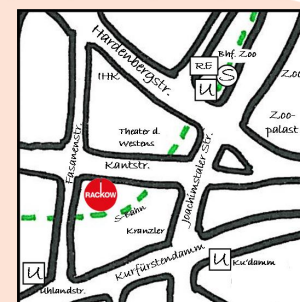 Hardenbergstr.
Bhf. Zoo
RE
S
U
IHK
Zoo
Zoo-
palast
Theater d.
Westens
Fasanenstr.
Kantstr.
Joachimstaler Str.
RACKOW
S-Bahn
Kranzler
Kurfürstendamm
U
Ku'damm
U
Uhlandstr.